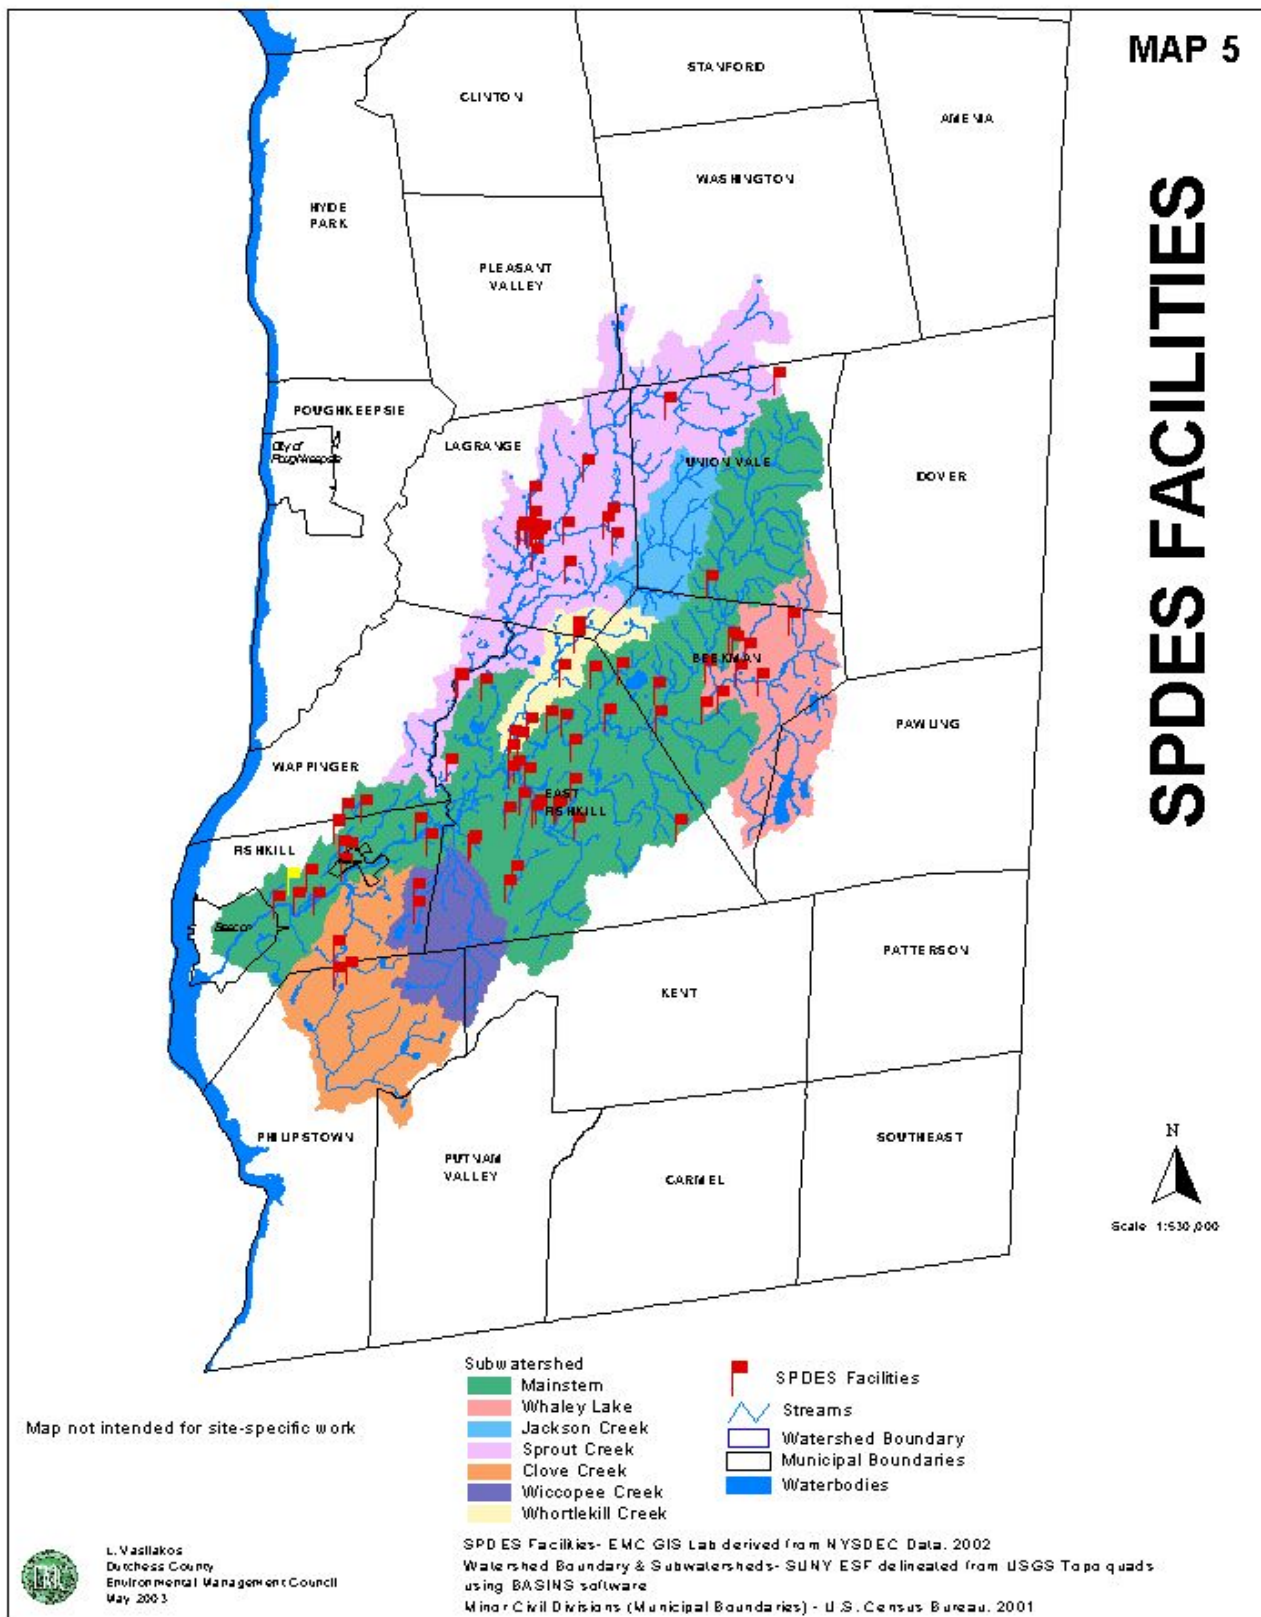 MAP 5
SPDES FACILITIES
STANFORD
CLINTON
AMENIA
WASHINGTON
HYDE
PARK
PLEASANT
VALLEY
POUGHKEEPSIE
City of
Poughkeepsie
LAGRANGE
UNION VALE
DOVER
BEEKMAN
PAWLING
WAPPINGER
EAST
FISHKILL
FISHKILL
Beacon
PATTERSON
KENT
PHILIPSTOWN
PUTNAM
VALLEY
CARMEL
SOUTHEAST
N
Scale 1:530,000
Subwatershed
Mainstem
Whaley Lake
Jackson Creek
Sprout Creek
Clove Creek
Wiccopee Creek
Whortlekill Creek
SPDES Facilities
Streams
Watershed Boundary
Municipal Boundaries
Waterbodies
Map not intended for site-specific work
L. Vasilakos
Dutchess County
Environmental Management Council
May 2003
SPDES Facilities- EMC GIS Lab derived from NYSDEC Data, 2002
Watershed Boundary & Subwatersheds- SUNY ESF delineated from USGS Topo quads
using BASINS software
Minor Civil Divisions (Municipal Boundaries) - U.S. Census Bureau, 2001